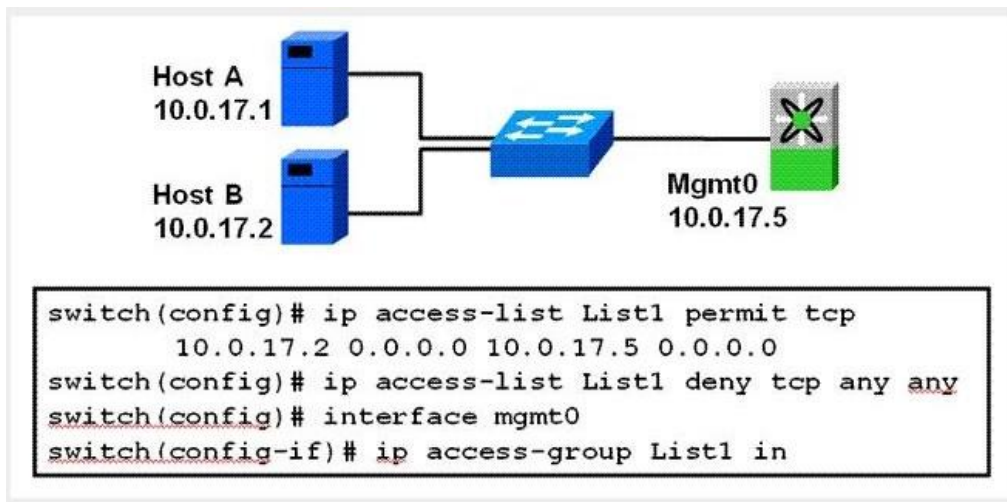 Host A
10.0.17.1
Host B
10.0.17.2
Mgmt0
10.0.17.5
switch(config)# ip access-list List1 permit tcp
10.0.17.2 0.0.0.0 10.0.17.5 0.0.0.0
switch(config)# ip access-list List1 deny tcp any any
switch(config)# interface mgmt0
switch(config-if)# ip access-group List1 in